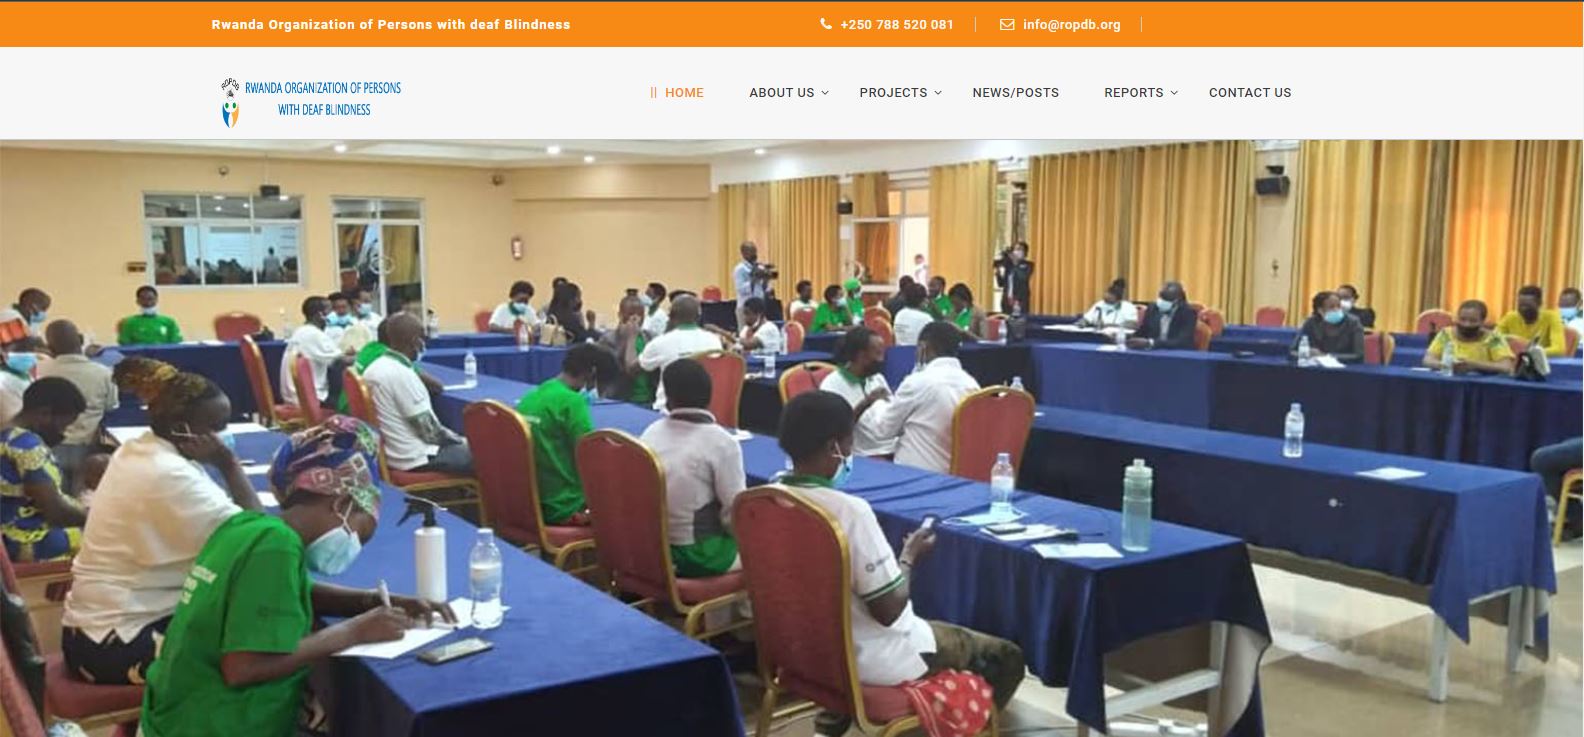 Rwanda Organization of Persons with deaf Blindness
+250 788 520 081
info@ropdb.org
ROPDB
RWANDA ORGANIZATION OF PERSONS
WITH DEAF BLINDNESS
HOME
ABOUT US
PROJECTS
NEWS/POSTS
REPORTS
CONTACT US